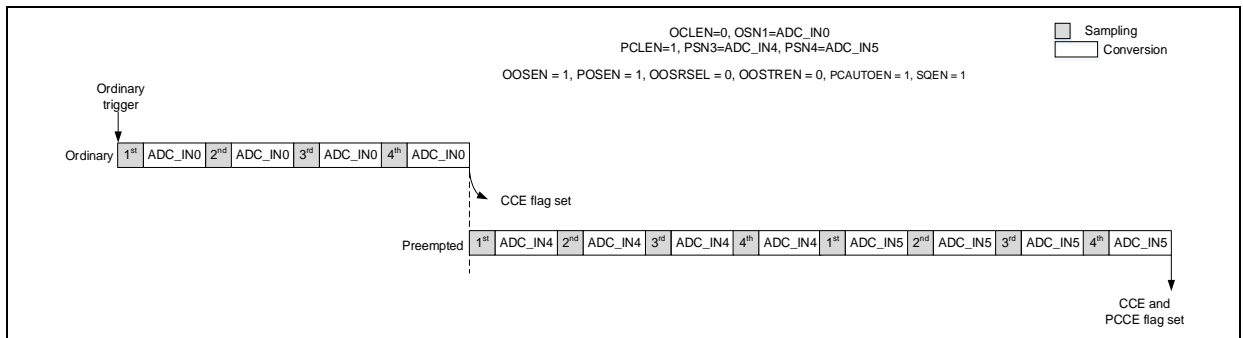 OCLEN=0, OSN1=ADC_IN0
PCLEN=1, PSN3=ADC_IN4, PSN4=ADC_IN5
OOSEN = 1, POSEN = 1, OOSRSEL = 0, OOSTREN = 0, PCAUTOEN = 1, SQEN = 1
Sampling
Conversion
Ordinary
trigger
Ordinary 1st ADC_IN0 2nd ADC_IN0 3rd ADC_IN0 4th ADC_IN0
CCE flag set
Preempted 1st ADC_IN4 2nd ADC_IN4 3rd ADC_IN4 4th ADC_IN4 1st ADC_IN5 2nd ADC_IN5 3rd ADC_IN5 4th ADC_IN5
CCE and
PCCE flag set